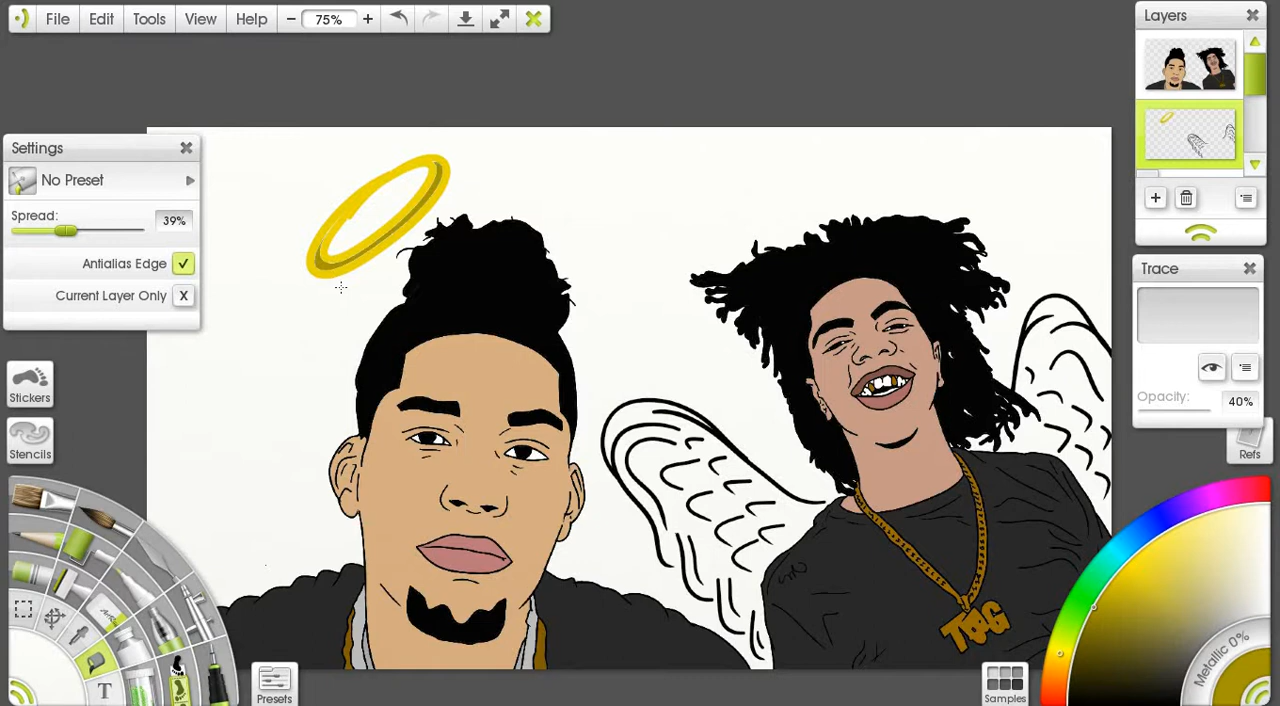 File Edit Tools View Help 75%
Layers
Settings
No Preset
Spread: 39%
Antialias Edge
Current Layer Only X
Trace
Opacity: 40%
Stickers
Stencils
Refs
TBG
T
Metallic 0%
Presets
Samples